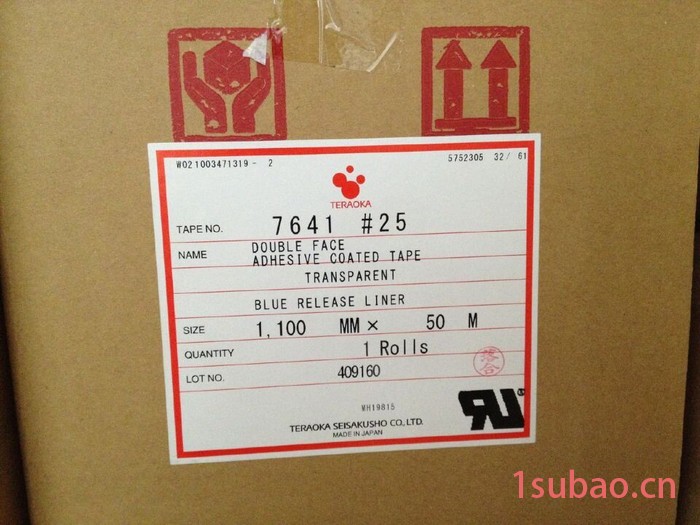 W021003471319 - 2
5752305 32/ 61
TERAOKA
TAPE NO. 7641 #25
NAME DOUBLE FACE
ADHESIVE COATED TAPE
TRANSPARENT
BLUE RELEASE LINER
SIZE 1,100 MM × 50 M
QUANTITY 1 Rolls
LOT NO. 409160
MH19815
TERAOKA SEISAKUSHO CO., LTD.
MADE IN JAPAN
1subao.cn